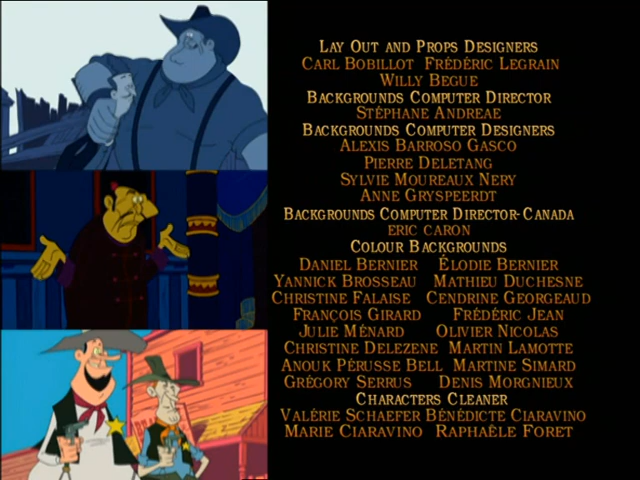 Lay Out and Props Designers
Carl Bobillot Frédéric Legrain
Willy Begue
Backgrounds Computer Director
Stéphane Andreae
Backgrounds Computer Designers
Alexis Barroso Gasco
Pierre Deletang
Sylvie Moureaux Nery
Anne Gryspeerdt
Backgrounds Computer Director-Canada
eric caron
Colour Backgrounds
Daniel Bernier Élodie Bernier
Yannick Brosseau Mathieu Duchesne
Christine Falaise Cendrine Georgeaud
François Girard Frédéric Jean
Julie Ménard Olivier Nicolas
Christine Delezene Martin Lamotte
Anouk Pérusse Bell Martine Simard
Grégory Serrus Denis Morgnieux
Characters Cleaner
Valérie Schaefer Bénédicte Ciaravino
Marie Ciaravino Raphaèle Foret